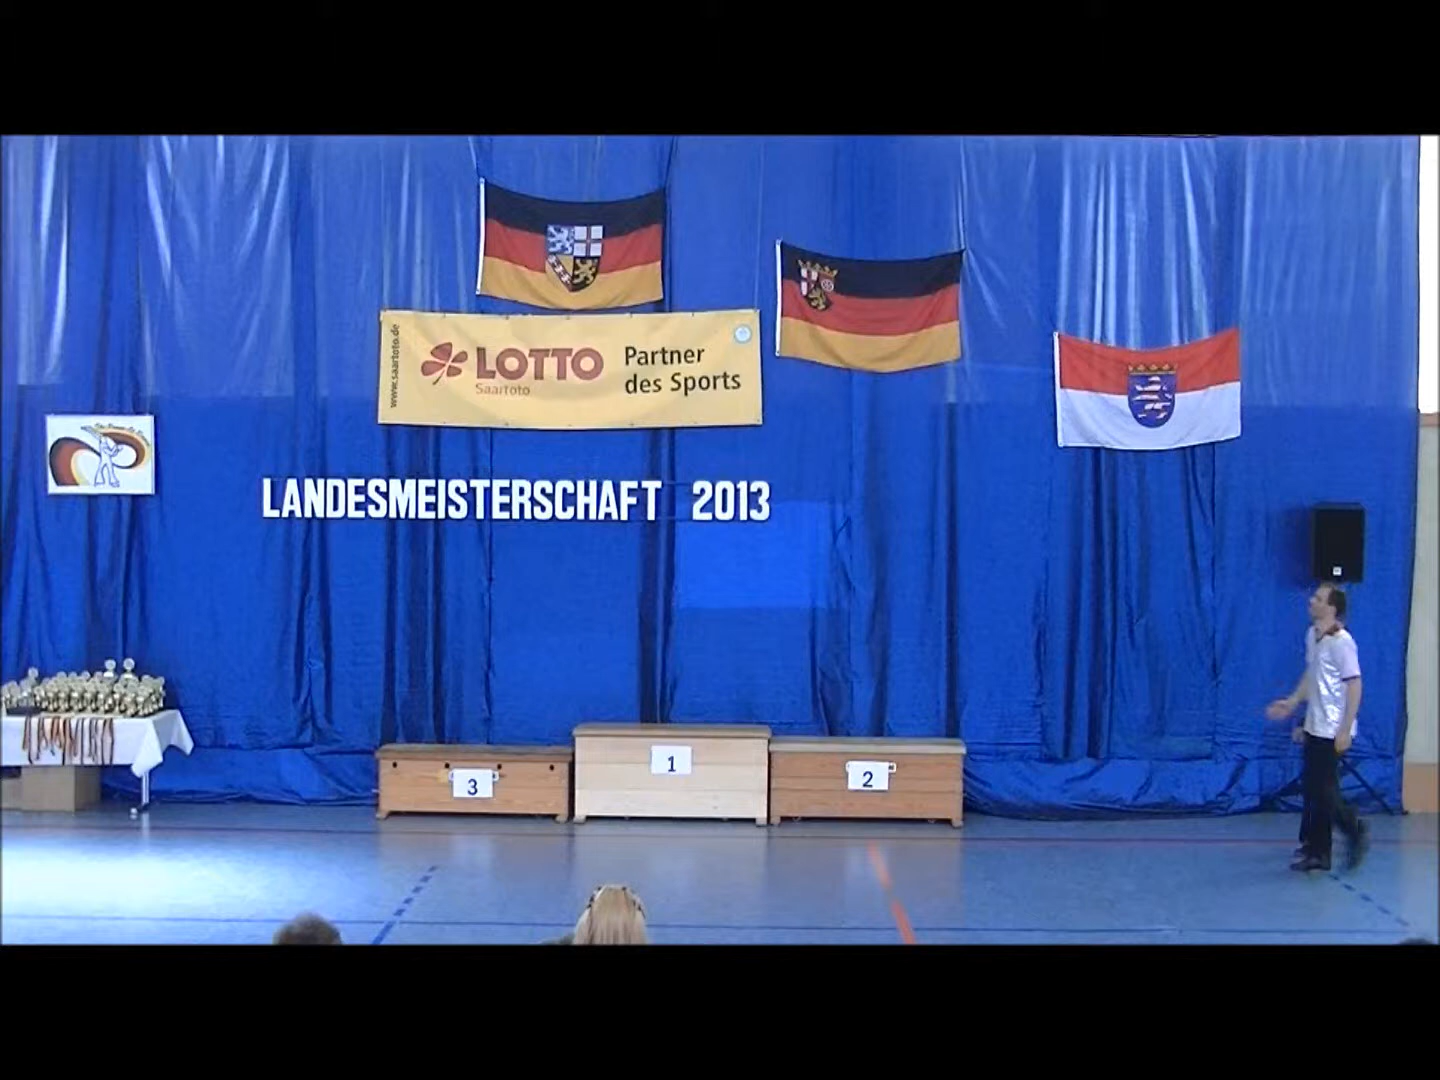 www.saartoto.de
LOTTO
Saartoto
Partner
des Sports
LANDESMEISTERSCHAFT 2013
3
1
2